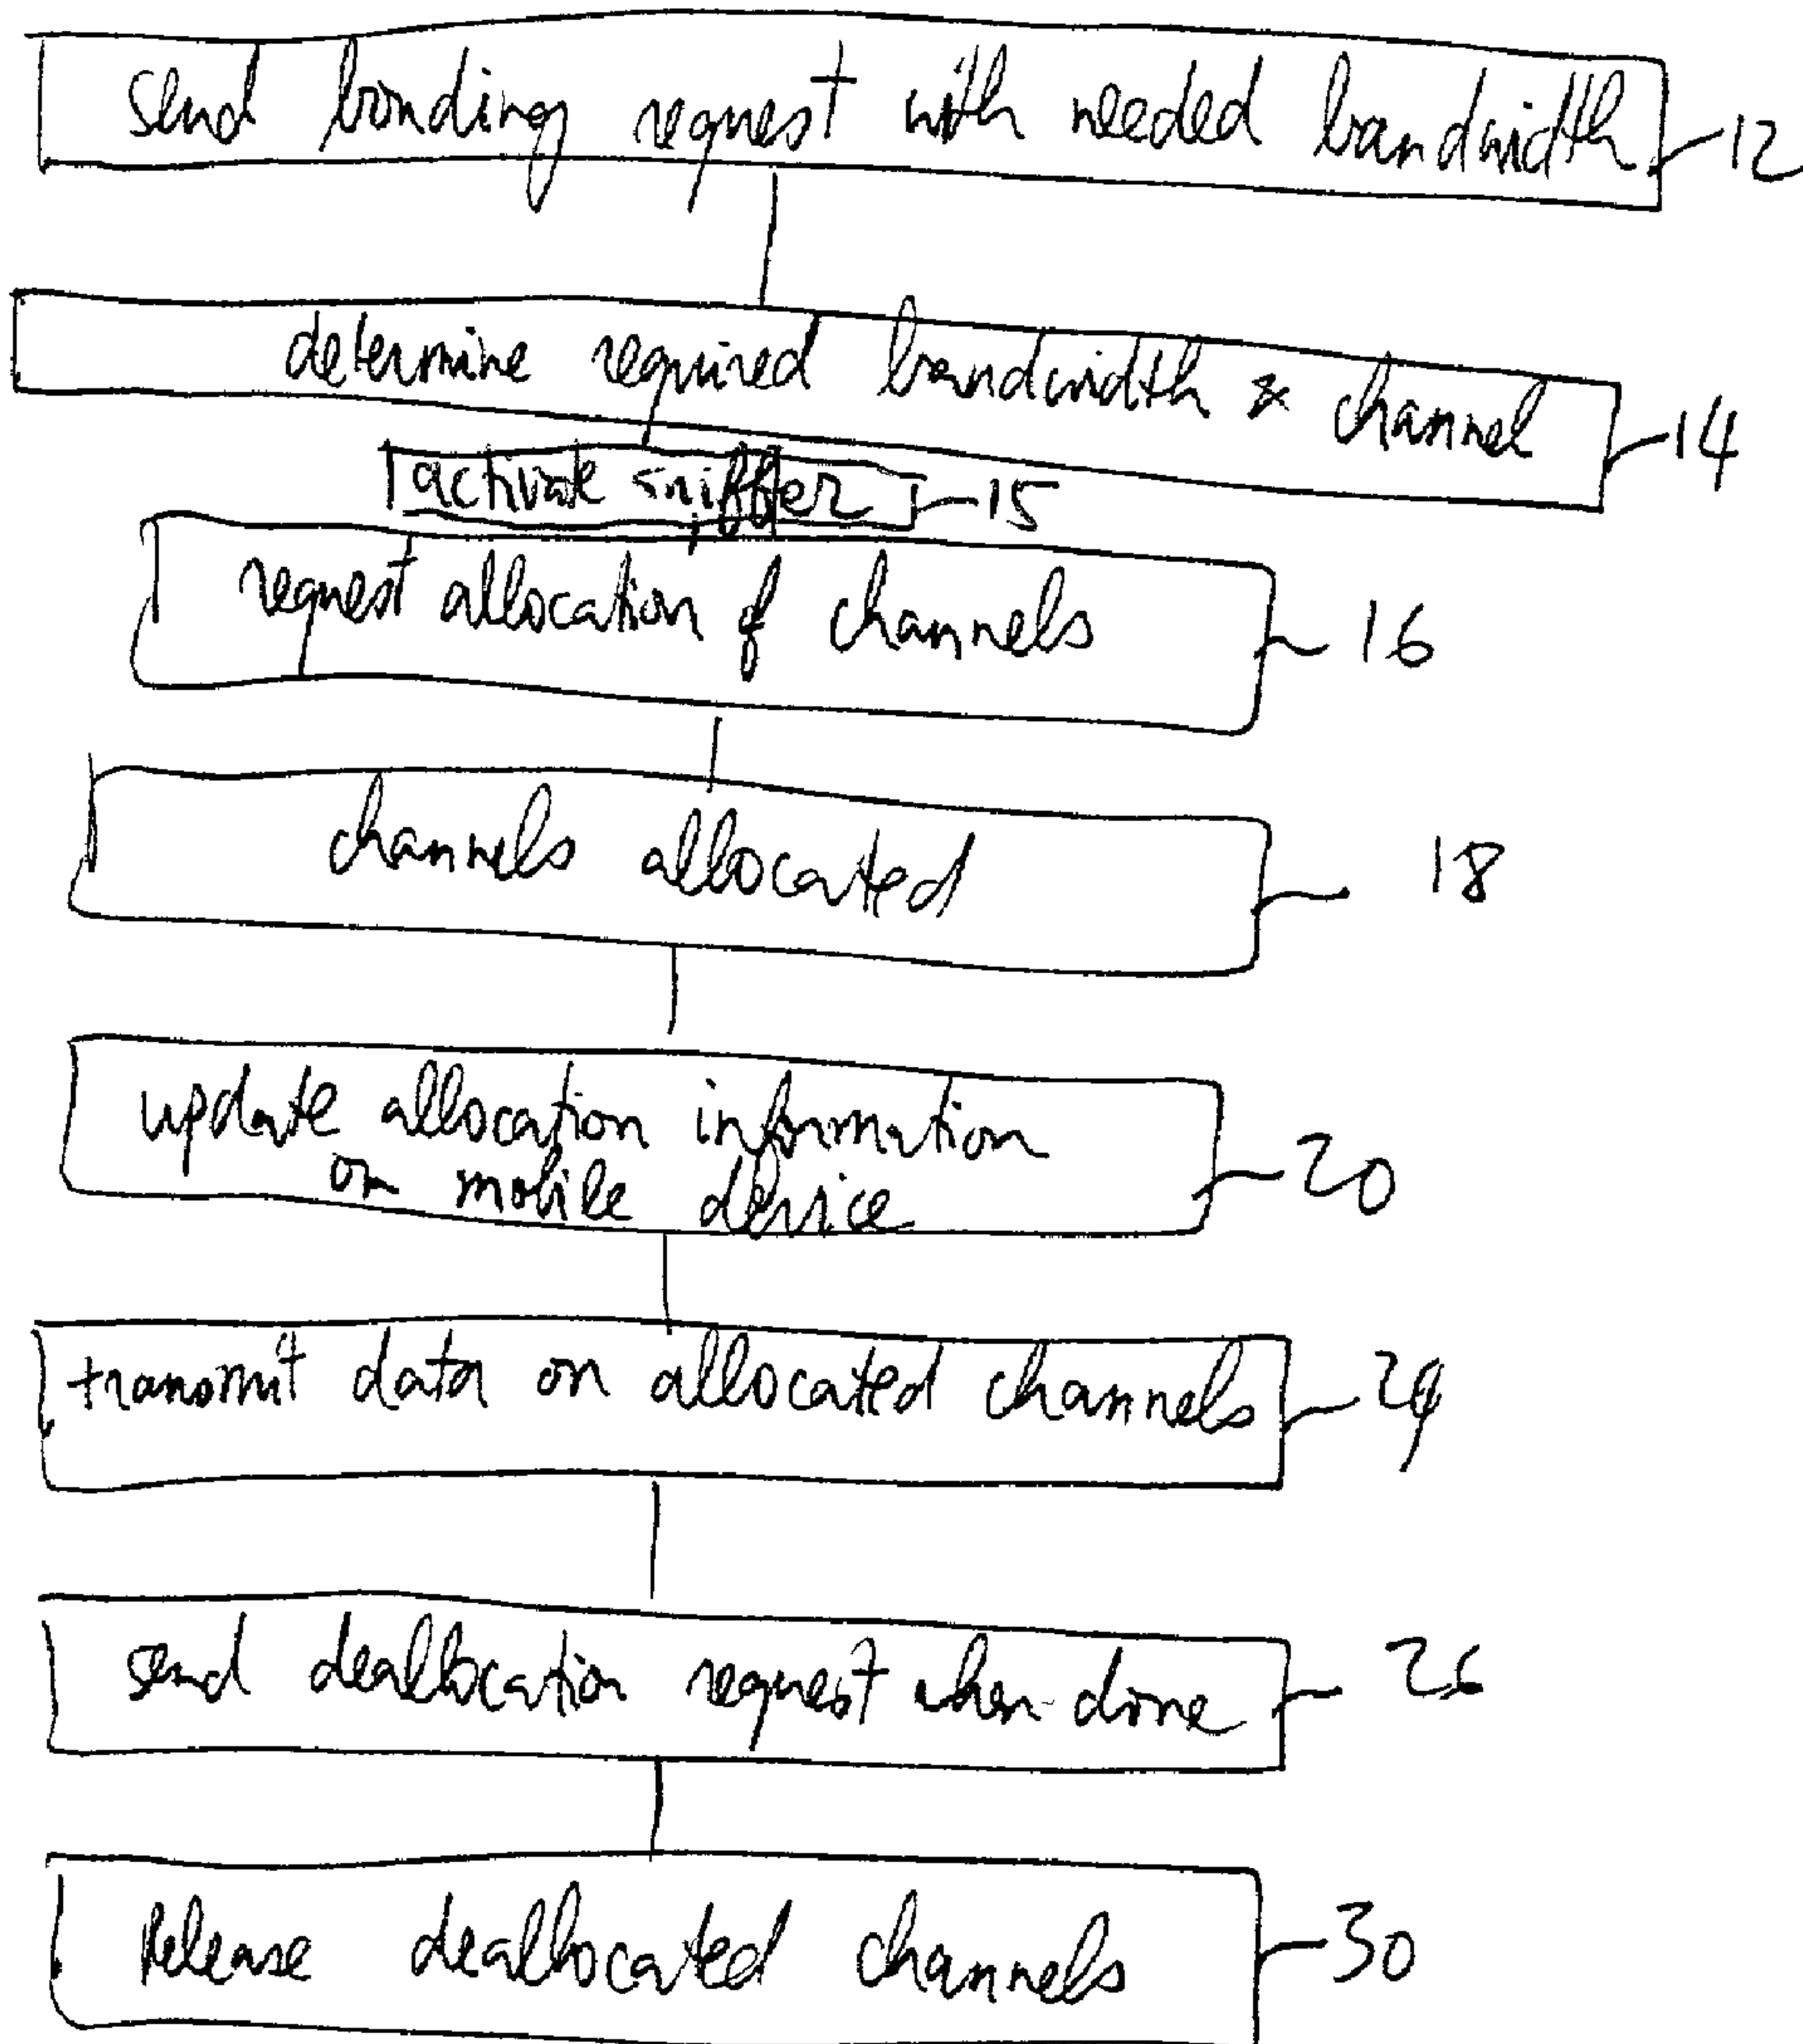 send bonding request with needed bandwidth 12
determine required bandwidth & channel 14
activate sniffer 15
request allocation of channels 16
channels allocated 18
update allocation information
on mobile device 20
transmit data on allocated channels 24
send deallocation request when done 26
Release deallocated channels 30